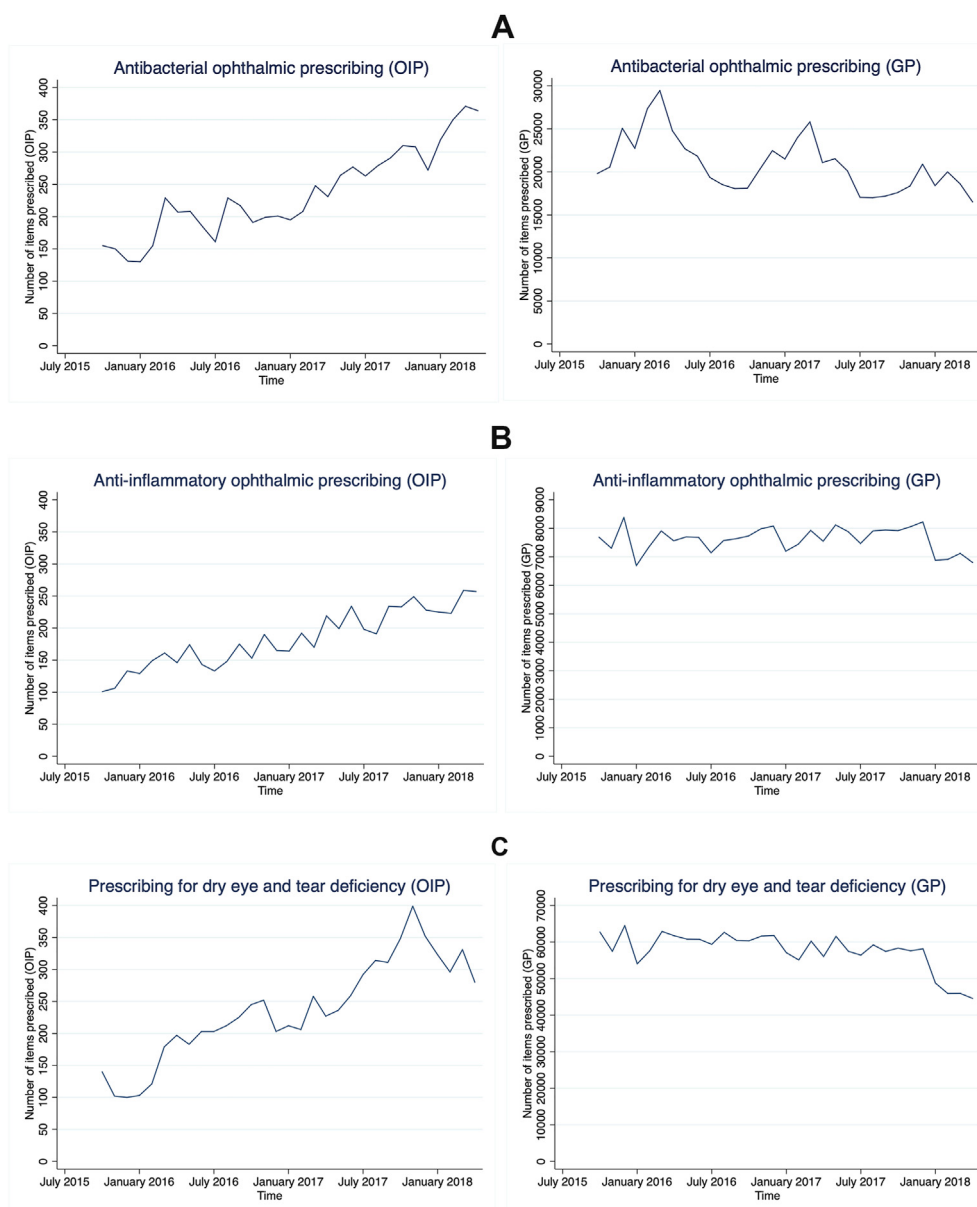 A
Antibacterial ophthalmic prescribing (OIP)
Number of items prescribed (OIP)
400
350
300
250
200
150
100
50
0
July 2015 January 2016 July 2016 January 2017 July 2017 January 2018
Time
Antibacterial ophthalmic prescribing (GP)
Number of items prescribed (GP)
30000
25000
20000
15000
10000
5000
0
July 2015 January 2016 July 2016 January 2017 July 2017 January 2018
Time
B
Anti-inflammatory ophthalmic prescribing (OIP)
Number of items prescribed (OIP)
400
350
300
250
200
150
100
50
0
July 2015 January 2016 July 2016 January 2017 July 2017 January 2018
Time
Anti-inflammatory ophthalmic prescribing (GP)
Number of items prescribed (GP)
9000
8000
7000
6000
5000
4000
3000
2000
1000
0
July 2015 January 2016 July 2016 January 2017 July 2017 January 2018
Time
C
Prescribing for dry eye and tear deficiency (OIP)
Number of items prescribed (OIP)
400
350
300
250
200
150
100
50
0
July 2015 January 2016 July 2016 January 2017 July 2017 January 2018
Time
Prescribing for dry eye and tear deficiency (GP)
Number of items prescribed (GP)
70000
60000
50000
40000
30000
20000
10000
0
July 2015 January 2016 July 2016 January 2017 July 2017 January 2018
Time